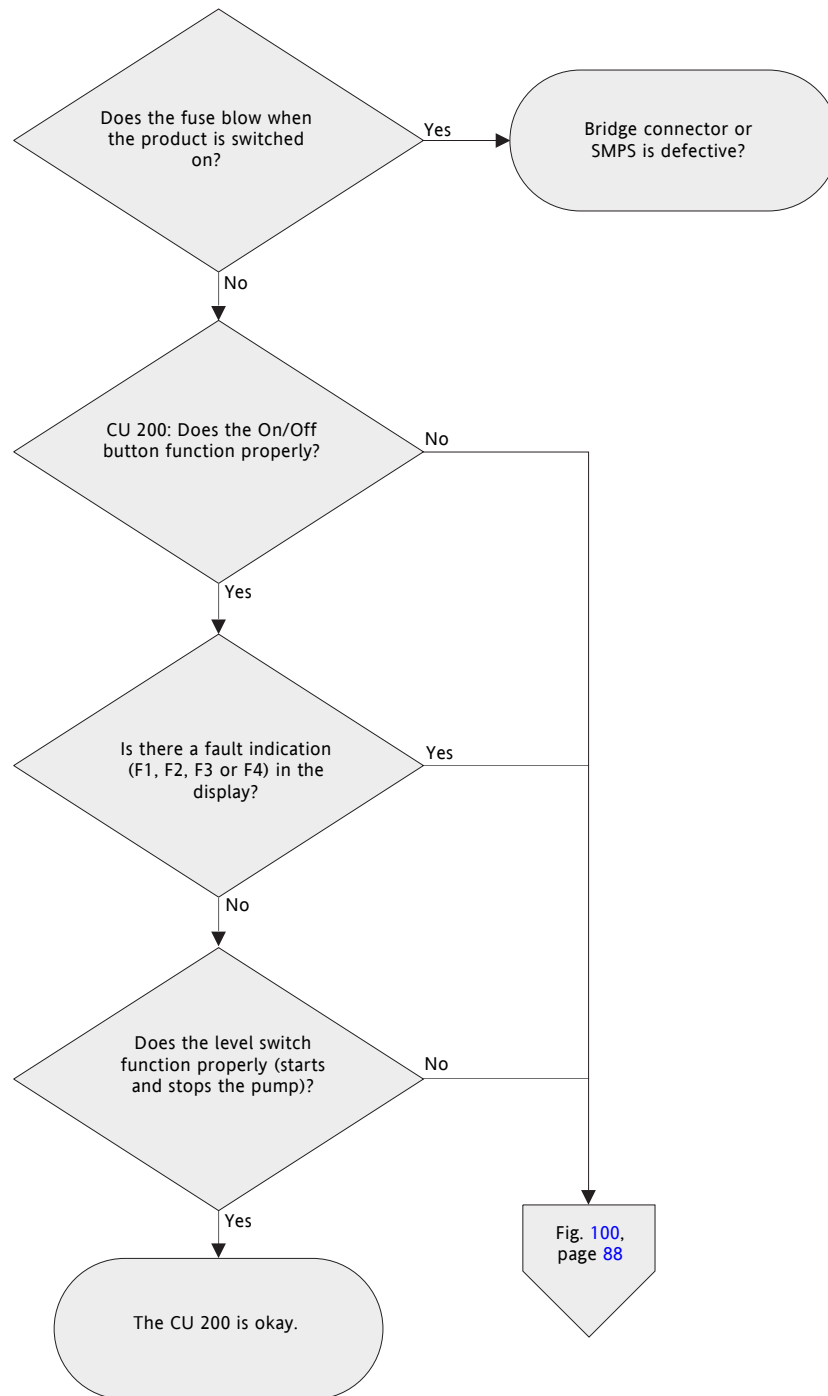 Does the fuse blow when
the product is switched
on?
Yes
Bridge connector or
SMPS is defective?
No
CU 200: Does the On/Off
button function properly?
No
Yes
Is there a fault indication
(F1, F2, F3 or F4) in the
display?
Yes
No
Does the level switch
function properly (starts
and stops the pump)?
No
Yes
Fig. 100,
page 88
The CU 200 is okay.